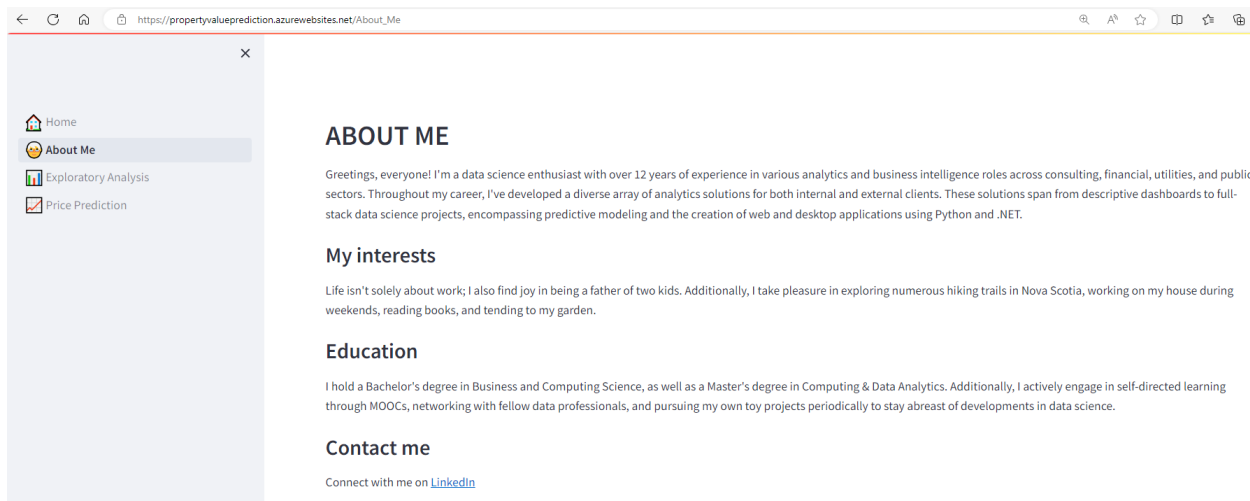 https://propertyvalueprediction.azurewebsites.net/About_Me
Home
About Me
Exploratory Analysis
Price Prediction
ABOUT ME
Greetings, everyone! I'm a data science enthusiast with over 12 years of experience in various analytics and business intelligence roles across consulting, financial, utilities, and public
sectors. Throughout my career, I've developed a diverse array of analytics solutions for both internal and external clients. These solutions span from descriptive dashboards to full-
stack data science projects, encompassing predictive modeling and the creation of web and desktop applications using Python and .NET.
My interests
Life isn't solely about work; I also find joy in being a father of two kids. Additionally, I take pleasure in exploring numerous hiking trails in Nova Scotia, working on my house during
weekends, reading books, and tending to my garden.
Education
I hold a Bachelor's degree in Business and Computing Science, as well as a Master's degree in Computing & Data Analytics. Additionally, I actively engage in self-directed learning
through MOOCs, networking with fellow data professionals, and pursuing my own toy projects periodically to stay abreast of developments in data science.
Contact me
Connect with me on LinkedIn